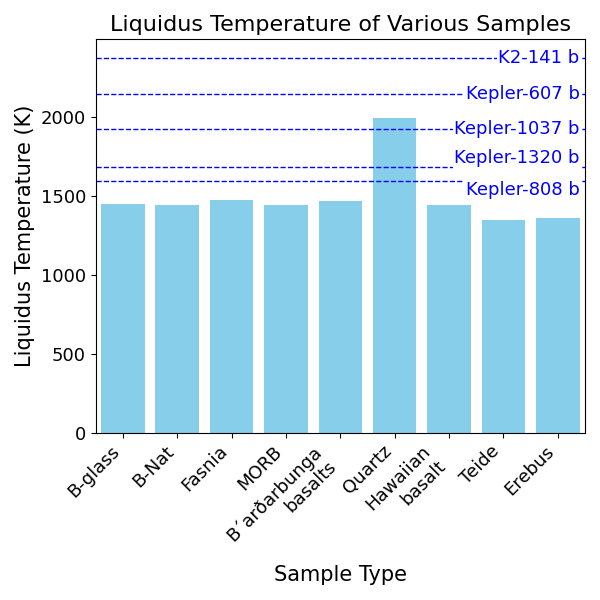 Liquidus Temperature of Various Samples
K2-141 b
Kepler-607 b
Kepler-1037 b
Kepler-1320 b
Kepler-808 b
Liquidus Temperature (K)
2000
1500
1000
500
0
B-glass
B-Nat
Fasnia
MORB
B´arðarbunga
basalts
Quartz
Hawaiian
basalt
Teide
Erebus
Sample Type